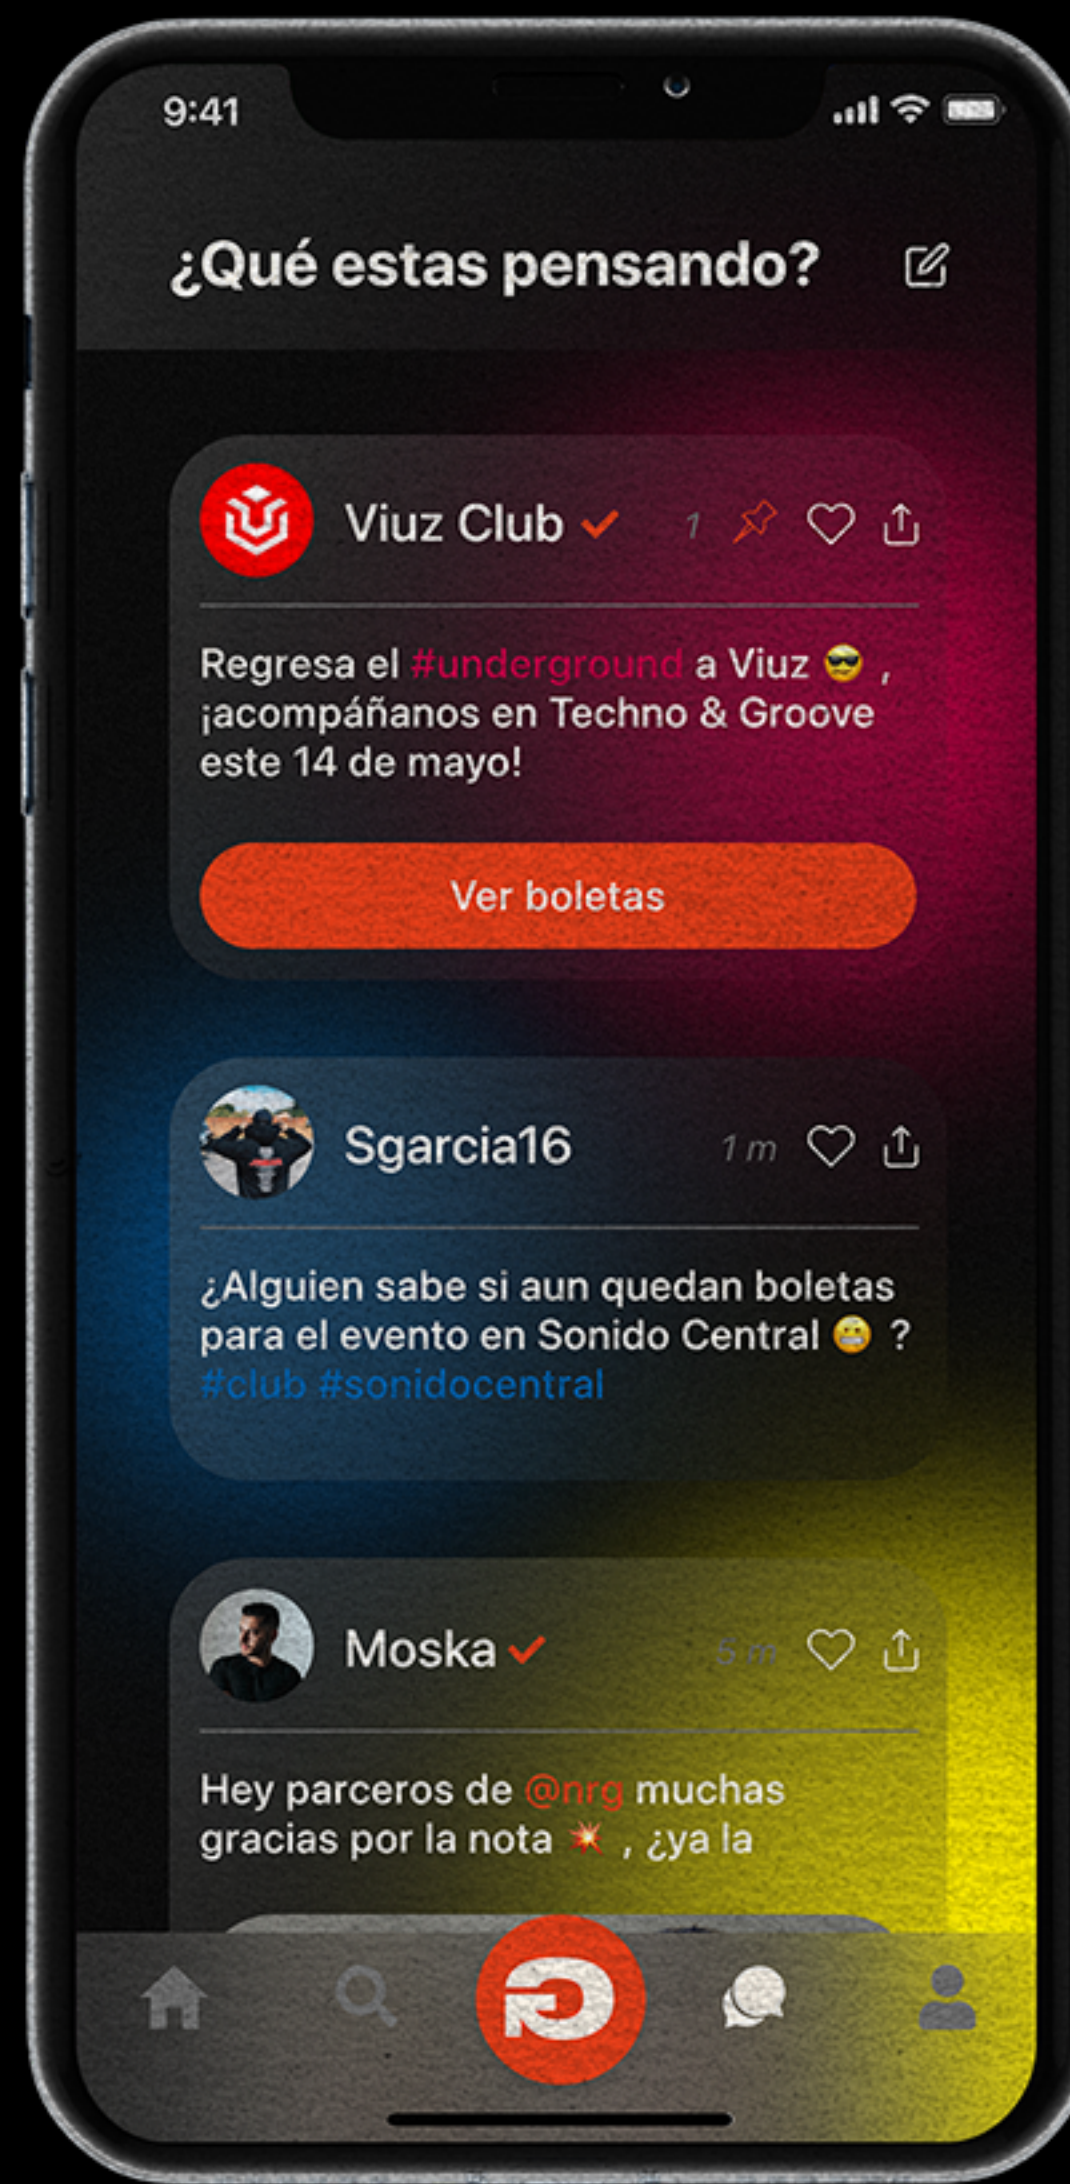 9:41
¿Qué estas pensando?
Viuz Club
1
Regresa el #underground a Viuz 😎 ,
¡acompáñanos en Techno & Groove
este 14 de mayo!
Ver boletas
Sgarcia16
1 m
¿Alguien sabe si aun quedan boletas
para el evento en Sonido Central 😬 ?
#club #sonidocentral
Moska
5 m
Hey parceros de @nrg muchas
gracias por la nota 💥 , ¿ya la